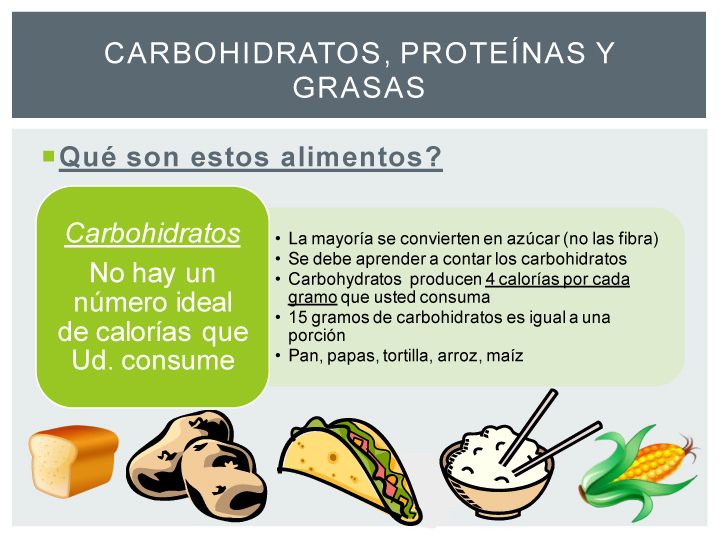 CARBOHIDRATOS, PROTEÍNAS Y
GRASAS
Qué son estos alimentos?
Carbohidratos
No hay un
número ideal
de calorías que
Ud. consume
• La mayoría se convierten en azúcar (no las fibra)
• Se debe aprender a contar los carbohidratos
• Carbohydratos producen 4 calorías por cada
gramo que usted consuma
• 15 gramos de carbohidratos es igual a una
porción
• Pan, papas, tortilla, arroz, maíz